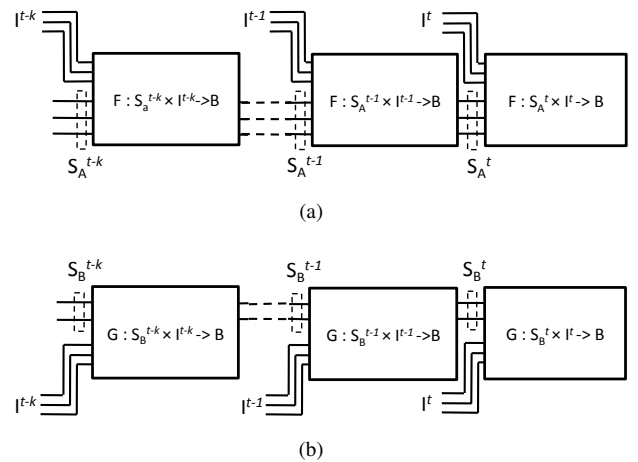 I^{t-k} I^{t-1} I^t
F : S_a^{t-k} × I^{t-k}->B F : S_A^{t-1} × I^{t-1}->B F : S_A^t × I^t->B
S_A^{t-k} S_A^{t-1} S_A^t
(a)
S_B^{t-k} S_B^{t-1} S_B^t
G : S_B^{t-k} × I^{t-k}-> B G : S_B^{t-1} × I^{t-1}->B G : S_B^t × I^t-> B
I^{t-k} I^{t-1} I^t
(b)